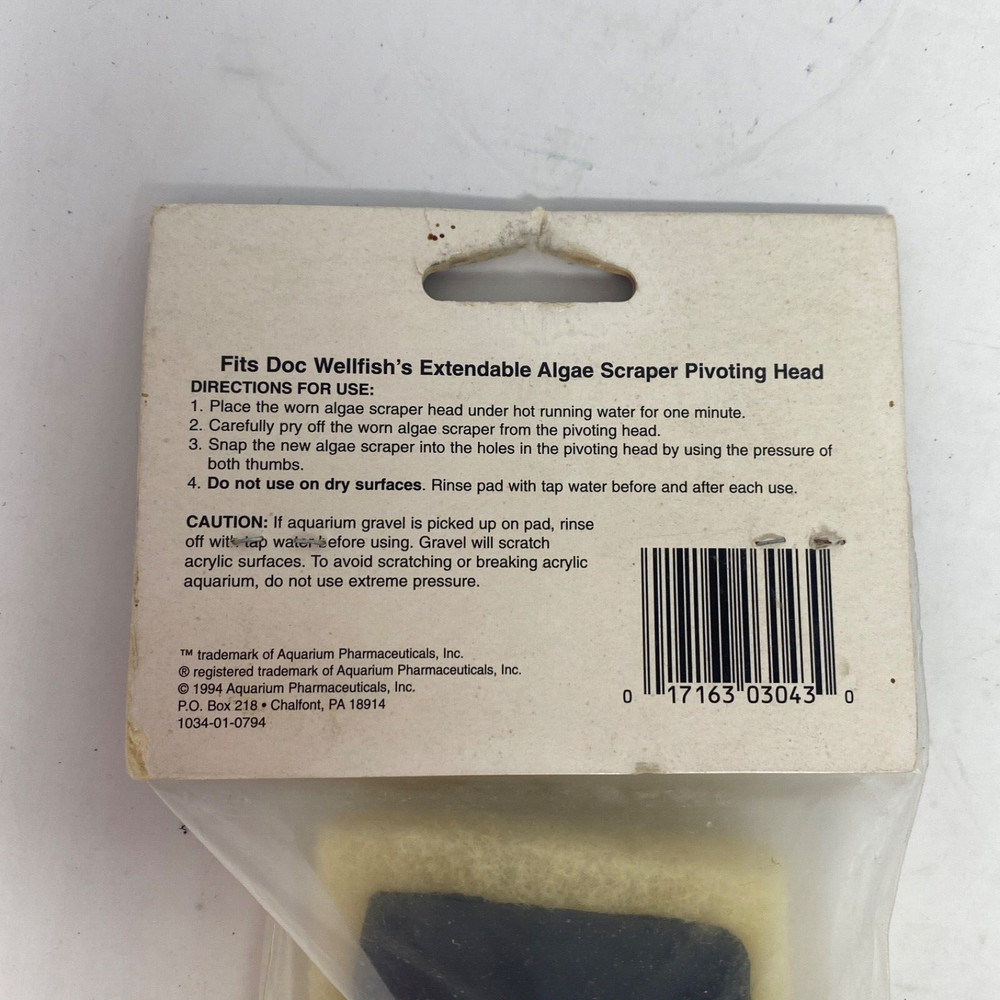 Fits Doc Wellfish's Extendable Algae Scraper Pivoting Head
DIRECTIONS FOR USE:
1. Place the worn algae scraper head under hot running water for one minute.
2. Carefully pry off the worn algae scraper from the pivoting head.
3. Snap the new algae scraper into the holes in the pivoting head by using the pressure of
both thumbs.
4. Do not use on dry surfaces. Rinse pad with tap water before and after each use.
CAUTION: If aquarium gravel is picked up on pad, rinse
off with tap water before using. Gravel will scratch
acrylic surfaces. To avoid scratching or breaking acrylic
aquarium, do not use extreme pressure.
™ trademark of Aquarium Pharmaceuticals, Inc.
® registered trademark of Aquarium Pharmaceuticals, Inc.
© 1994 Aquarium Pharmaceuticals, Inc.
P.O. Box 218 • Chalfont, PA 18914
1034-01-0794
0 17163 03043 0